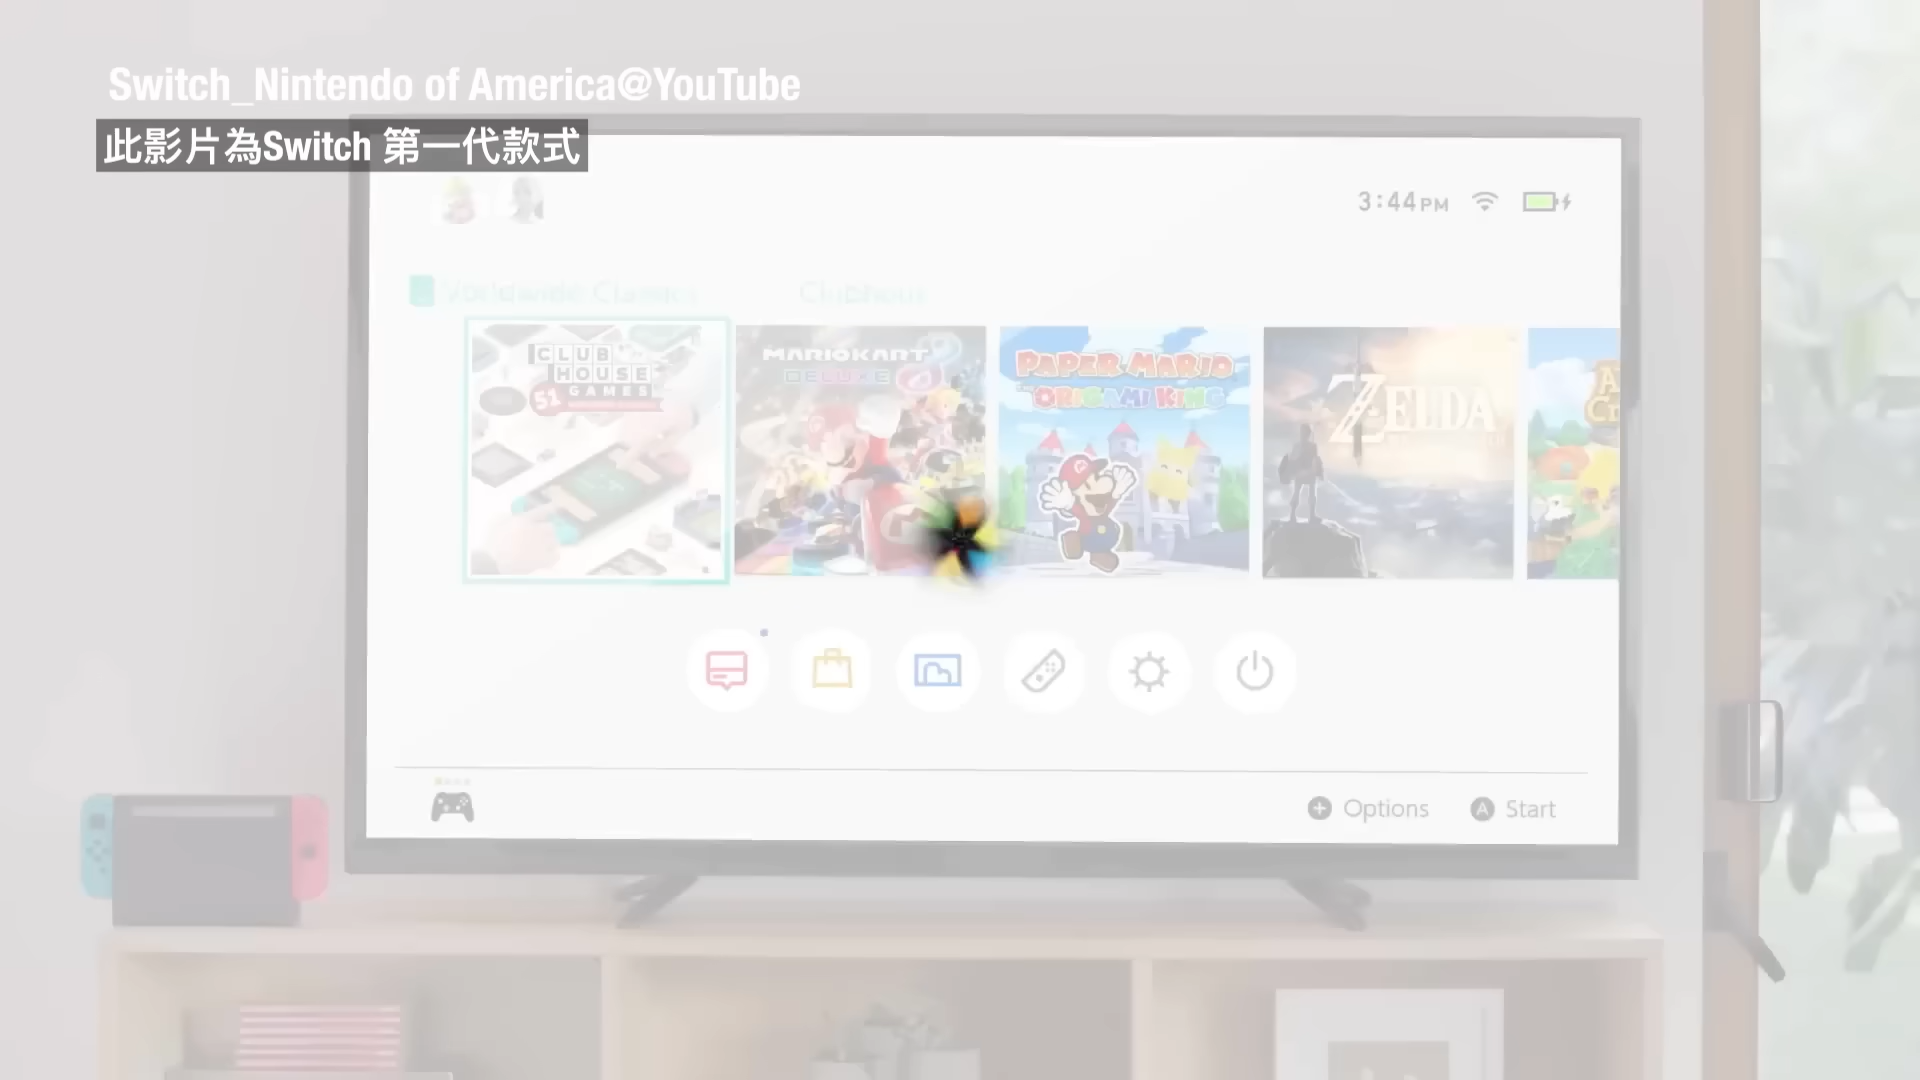 Switch_Nintendo of America@YouTube
此影片為Switch 第一代款式
3:44PM
CLUB
HOUSE
GAMES
51
MARIOKART 8
DELUXE
PAPER MARIO
ORIGAMI KING
ZELDA
Options
A Start